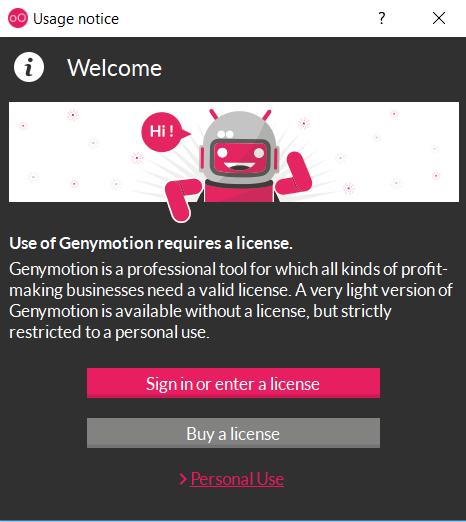 Usage notice
?
Welcome
Hi !
Use of Genymotion requires a license.
Genymotion is a professional tool for which all kinds of profit-
making businesses need a valid license. A very light version of
Genymotion is available without a license, but strictly
restricted to a personal use.
Sign in or enter a license
Buy a license
Personal Use